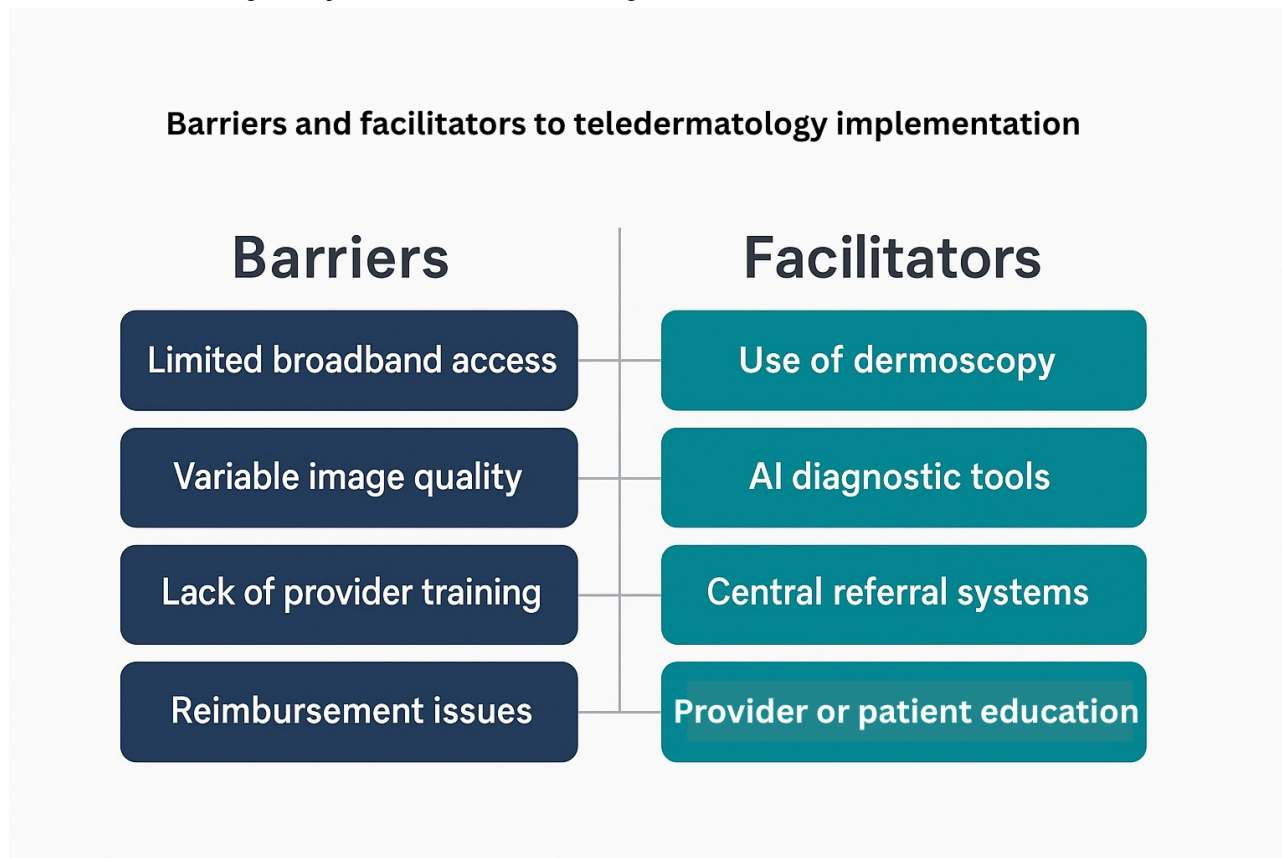 Barriers and facilitators to teledermatology implementation
Barriers
Facilitators
Limited broadband access
Use of dermoscopy
Variable image quality
AI diagnostic tools
Lack of provider training
Central referral systems
Reimbursement issues
Provider or patient education